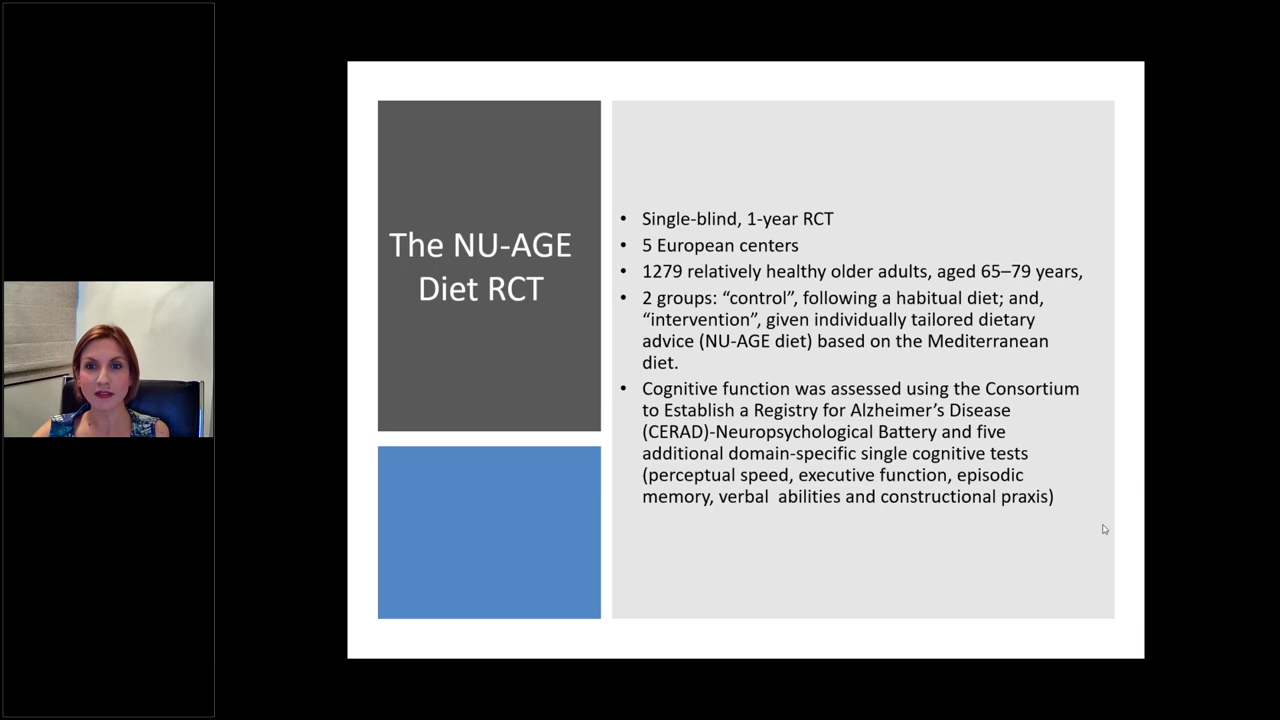 The NU-AGE
Diet RCT
• Single-blind, 1-year RCT
• 5 European centers
• 1279 relatively healthy older adults, aged 65–79 years,
• 2 groups: “control”, following a habitual diet; and,
“intervention”, given individually tailored dietary
advice (NU-AGE diet) based on the Mediterranean
diet.
• Cognitive function was assessed using the Consortium
to Establish a Registry for Alzheimer’s Disease
(CERAD)-Neuropsychological Battery and five
additional domain-specific single cognitive tests
(perceptual speed, executive function, episodic
memory, verbal  abilities and constructional praxis)